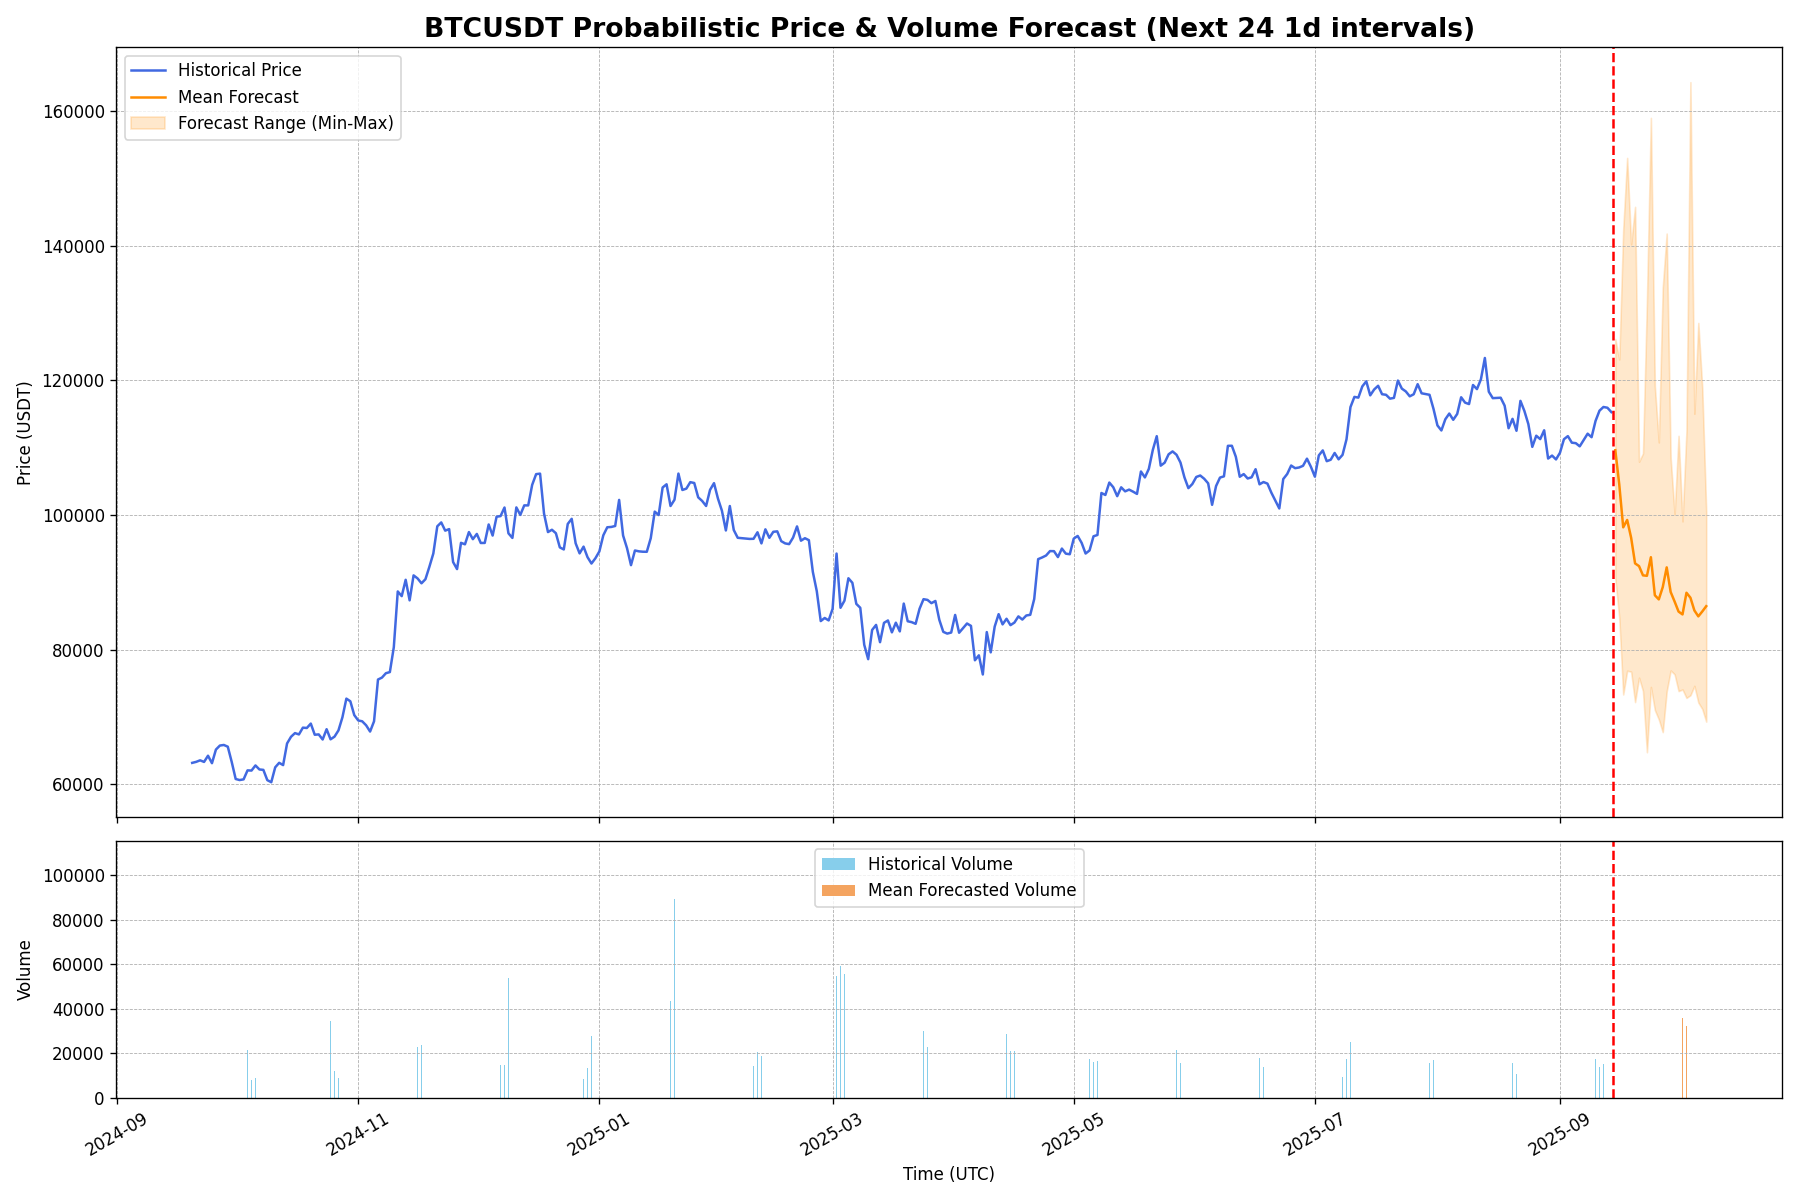 BTCUSDT Probabilistic Price & Volume Forecast (Next 24 1d intervals)
Historical Price
Mean Forecast
Forecast Range (Min-Max)
Price (USDT)
160000
140000
120000
100000
80000
60000
Historical Volume
Mean Forecasted Volume
Volume
100000
80000
60000
40000
20000
0
2024-09
2024-11
2025-01
2025-03
2025-05
2025-07
2025-09
Time (UTC)